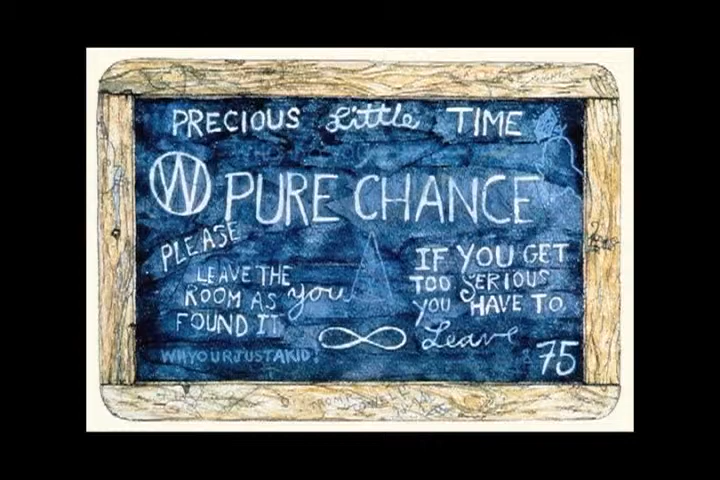 PRECIOUS Little TIME
W PURE CHANCE
PLEASE
LEAVE THE
ROOM AS you
FOUND IT
WHYOURJUSTAKID!
IF YOU GET
TOO SERIOUS
YOU HAVE TO
Leave
75